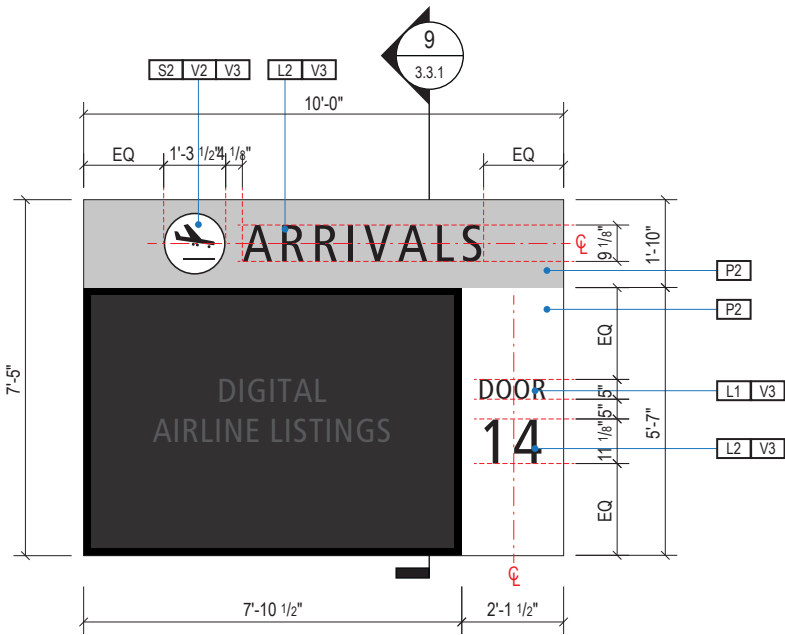 9
3.3.1
S2 V2 V3
L2 V3
10'-0"
EQ 1'-3 1/2" 4 1/8" EQ
ARRIVALS
℄
9 1/8"
1'-10"
P2
P2
7'-5"
DIGITAL
AIRLINE LISTINGS
EQ
DOOR
5"
L1 V3
5"
14
11 1/8"
5'-7"
L2 V3
EQ
℄
7'-10 1/2" 2'-1 1/2"